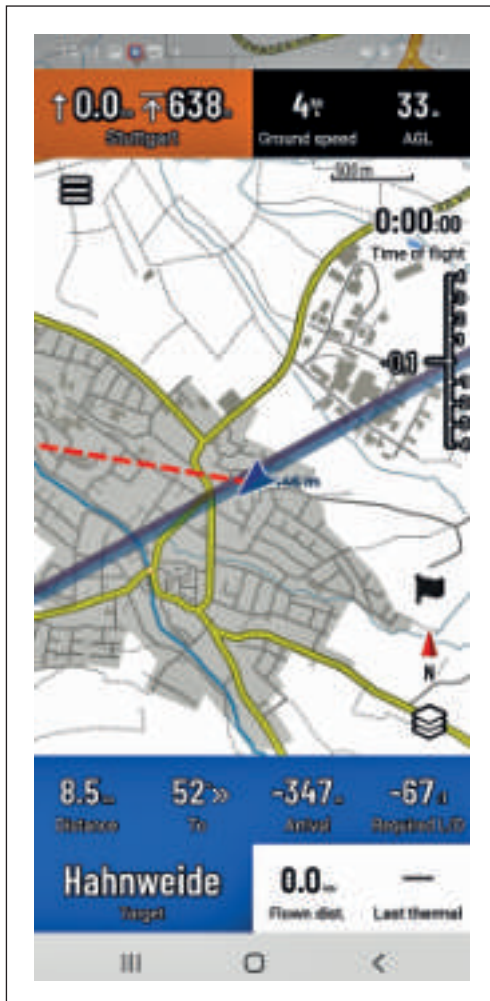 0.0 638
Stuttgart
4
Ground speed
33
AGL
500 m
0:00:00
Time of flight
-0.1
N
8.5
Distance
52
To
-347
Arrival
-67
Required L/D
Hahnweide
Target
0.0
Flown dist.
—
Last thermal